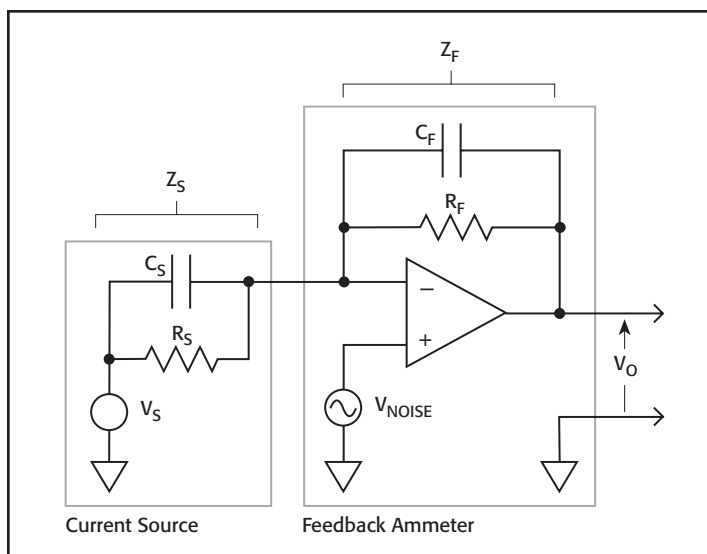 Z_F
C_F
Z_S
R_F
C_S
−
R_S
+
V_S
V_NOISE
V_O
Current Source
Feedback Ammeter